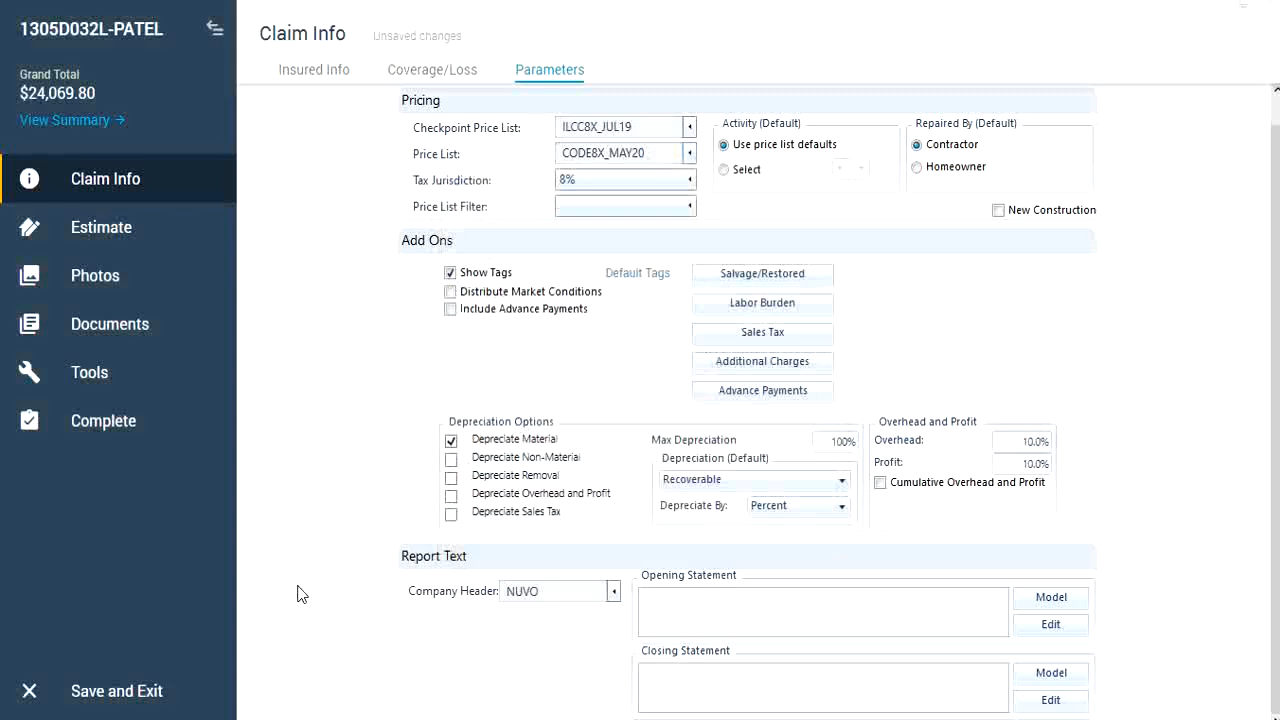 1305D032L-PATEL
Grand Total
$24,069.80
View Summary →
Claim Info
Estimate
Photos
Documents
Tools
Complete
Save and Exit
Claim Info Unsaved changes
Insured Info Coverage/Loss Parameters
Pricing
Checkpoint Price List: ILCC8X_JUL19
Price List: CODE8X_MAY20
Tax Jurisdiction: 8%
Price List Filter:
Activity (Default)
Use price list defaults
Select
Repaired By (Default)
Contractor
Homeowner
New Construction
Add Ons
Show Tags
Distribute Market Conditions
Include Advance Payments
Default Tags
Salvage/Restored
Labor Burden
Sales Tax
Additional Charges
Advance Payments
Depreciation Options
Depreciate Material
Depreciate Non-Material
Depreciate Removal
Depreciate Overhead and Profit
Depreciate Sales Tax
Max Depreciation 100%
Depreciation (Default)
Recoverable
Depreciate By: Percent
Overhead and Profit
Overhead: 10.0%
Profit: 10.0%
Cumulative Overhead and Profit
Report Text
Company Header: NUVO
Opening Statement
Model
Edit
Closing Statement
Model
Edit